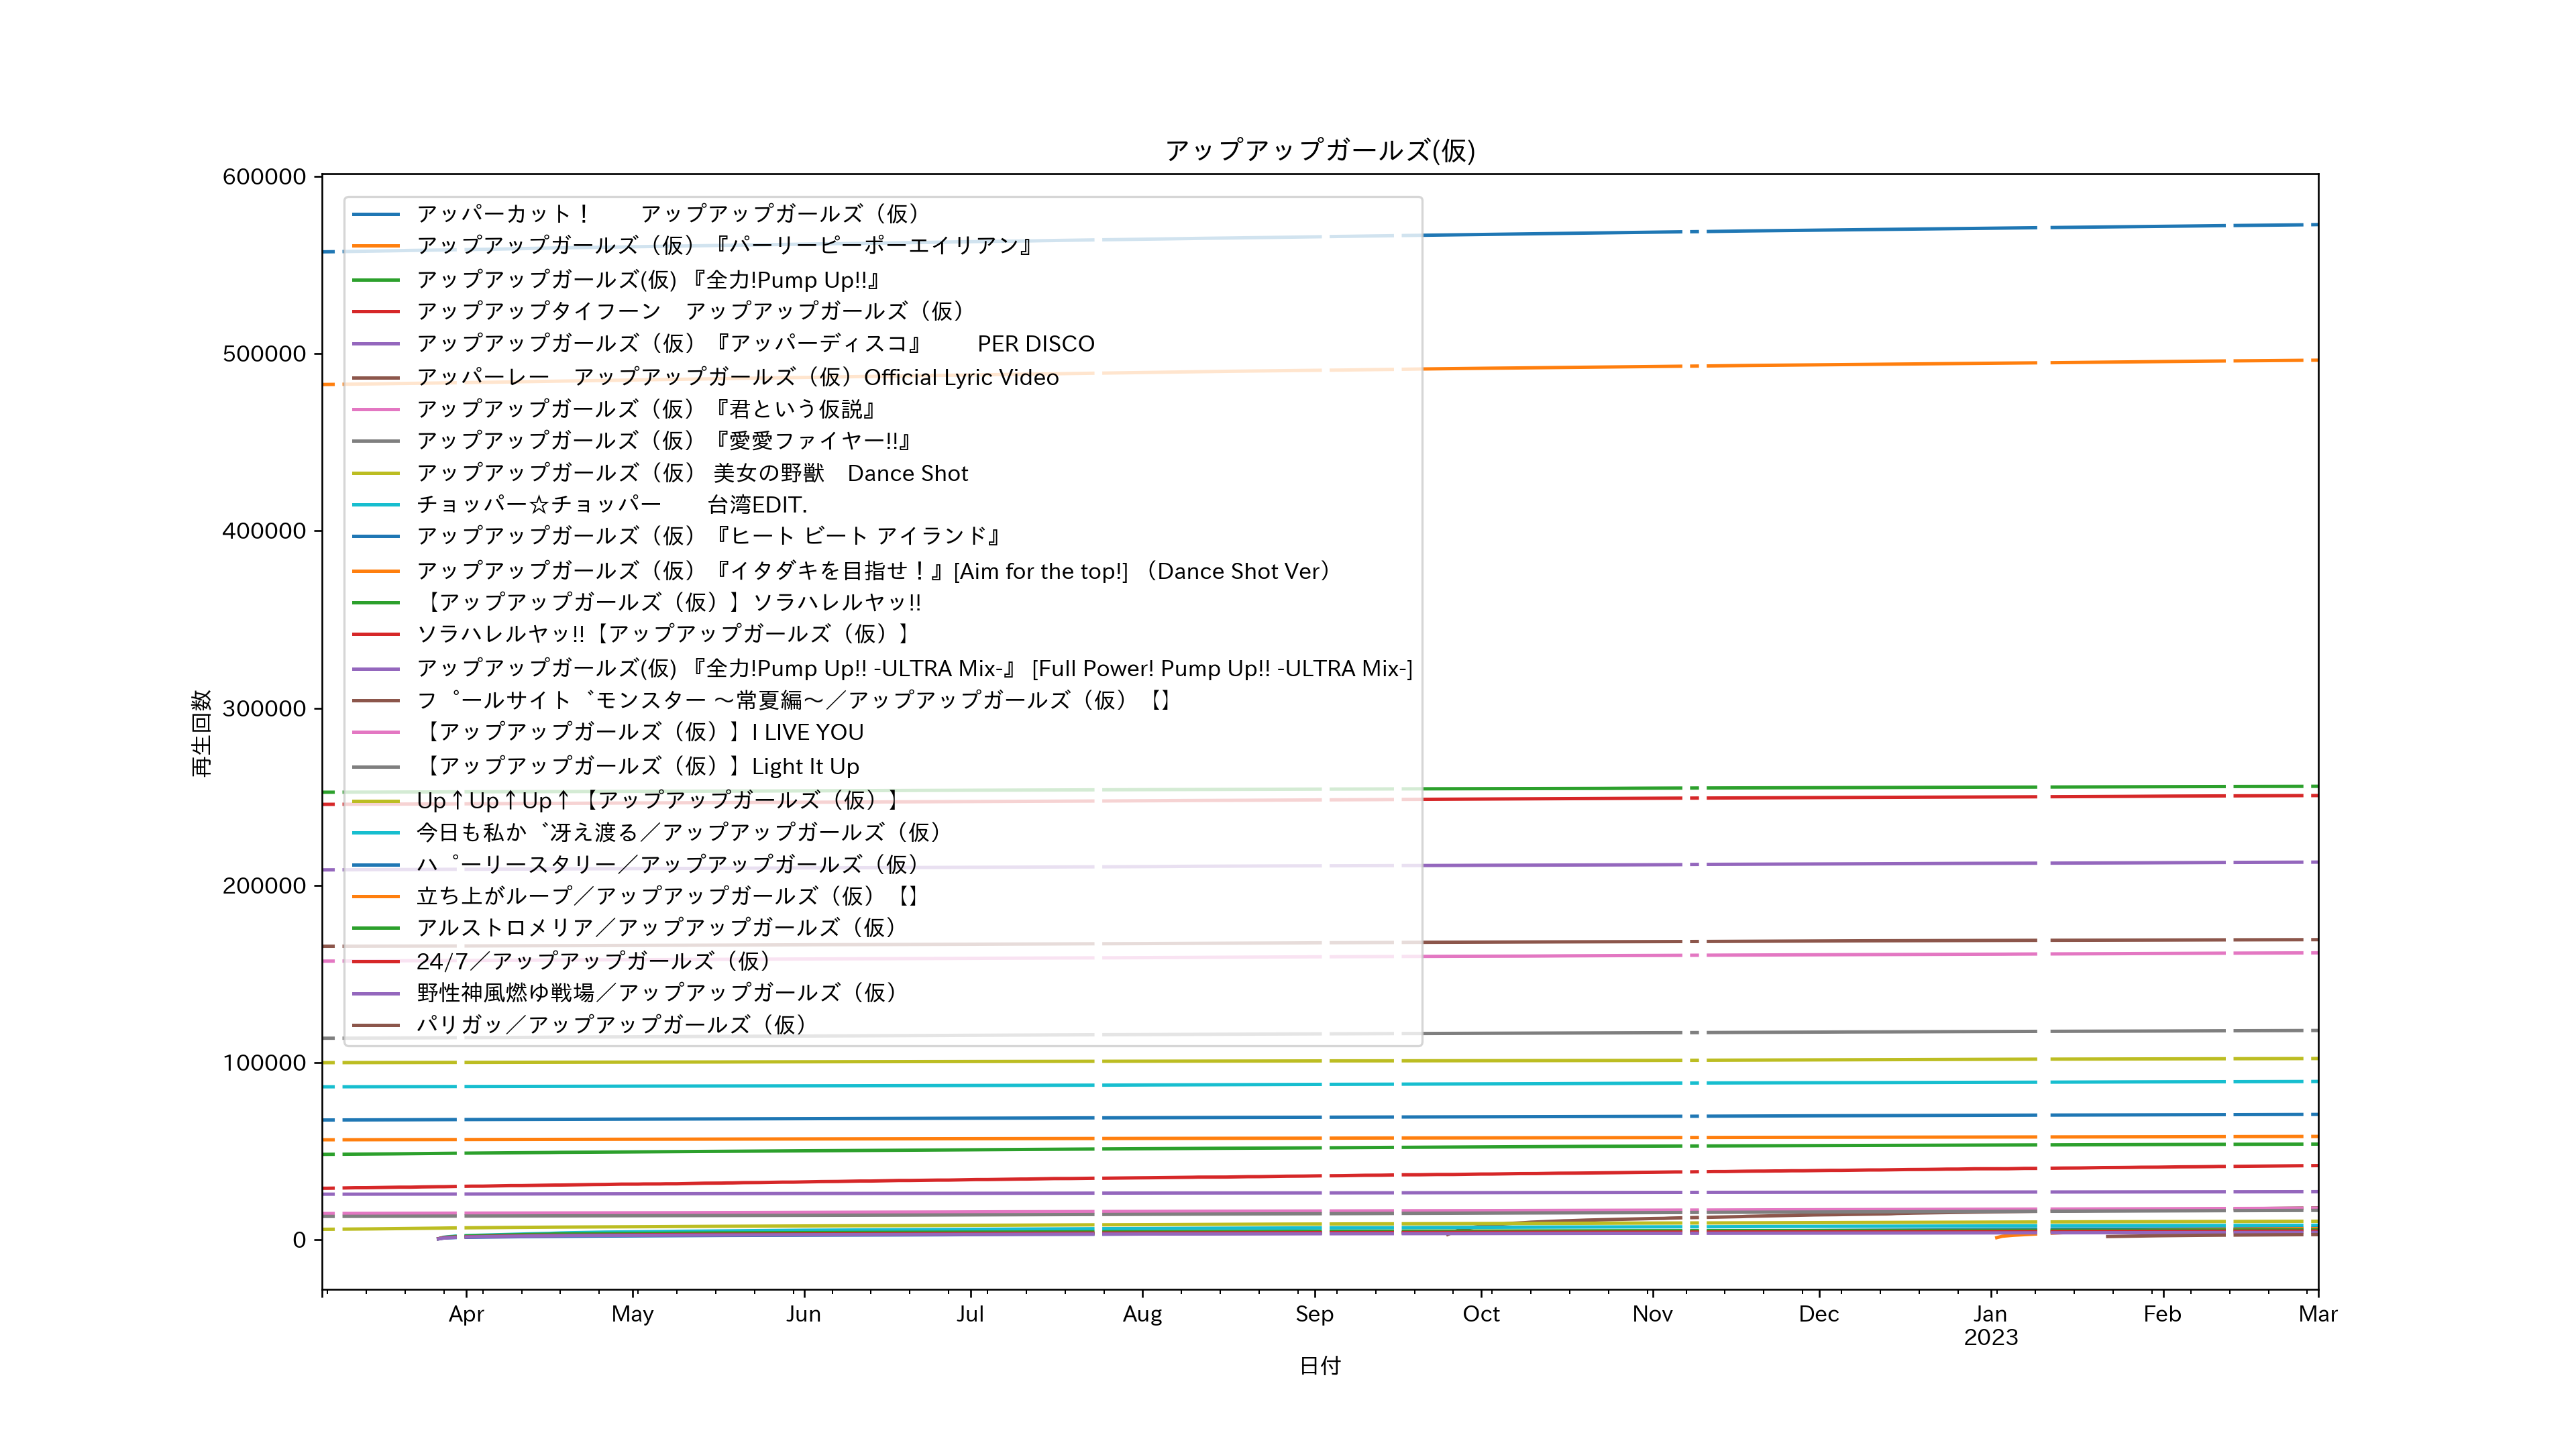 アップアップガールズ(仮)
600000
500000
400000
300000
200000
100000
0
再生回数
アッパーカット！　　アップアップガールズ（仮）
アップアップガールズ（仮）『パーリーピーポーエイリアン』
アップアップガールズ(仮) 『全力!Pump Up!!』
アップアップタイフーン　アップアップガールズ（仮）
アップアップガールズ（仮）『アッパーディスコ』　　PER DISCO
アッパーレー　アップアップガールズ（仮）Official Lyric Video
アップアップガールズ（仮）『君という仮説』
アップアップガールズ（仮）『愛愛ファイヤー!!』
アップアップガールズ（仮） 美女の野獣　Dance Shot
チョッパー☆チョッパー　　台湾EDIT.
アップアップガールズ（仮）『ヒート ビート アイランド』
アップアップガールズ（仮）『イタダキを目指せ！』[Aim for the top!] （Dance Shot Ver）
【アップアップガールズ（仮）】ソラハレルヤッ!!
ソラハレルヤッ!!【アップアップガールズ（仮）】
アップアップガールズ(仮) 『全力!Pump Up!! -ULTRA Mix-』 [Full Power! Pump Up!! -ULTRA Mix-]
フ゜ールサイト゛モンスター ～常夏編～／アップアップガールズ（仮）【】
【アップアップガールズ（仮）】I LIVE YOU
【アップアップガールズ（仮）】Light It Up
Up↑Up↑Up↑【アップアップガールズ（仮）】
今日も私か゛冴え渡る／アップアップガールズ（仮）
ハ゜ーリースタリー／アップアップガールズ（仮）
立ち上がループ／アップアップガールズ（仮）【】
アルストロメリア／アップアップガールズ（仮）
24/7／アップアップガールズ（仮）
野性神風燃ゆ戦場／アップアップガールズ（仮）
パリガッ／アップアップガールズ（仮）
Apr May Jun Jul Aug Sep Oct Nov Dec Jan Feb Mar
2023
日付